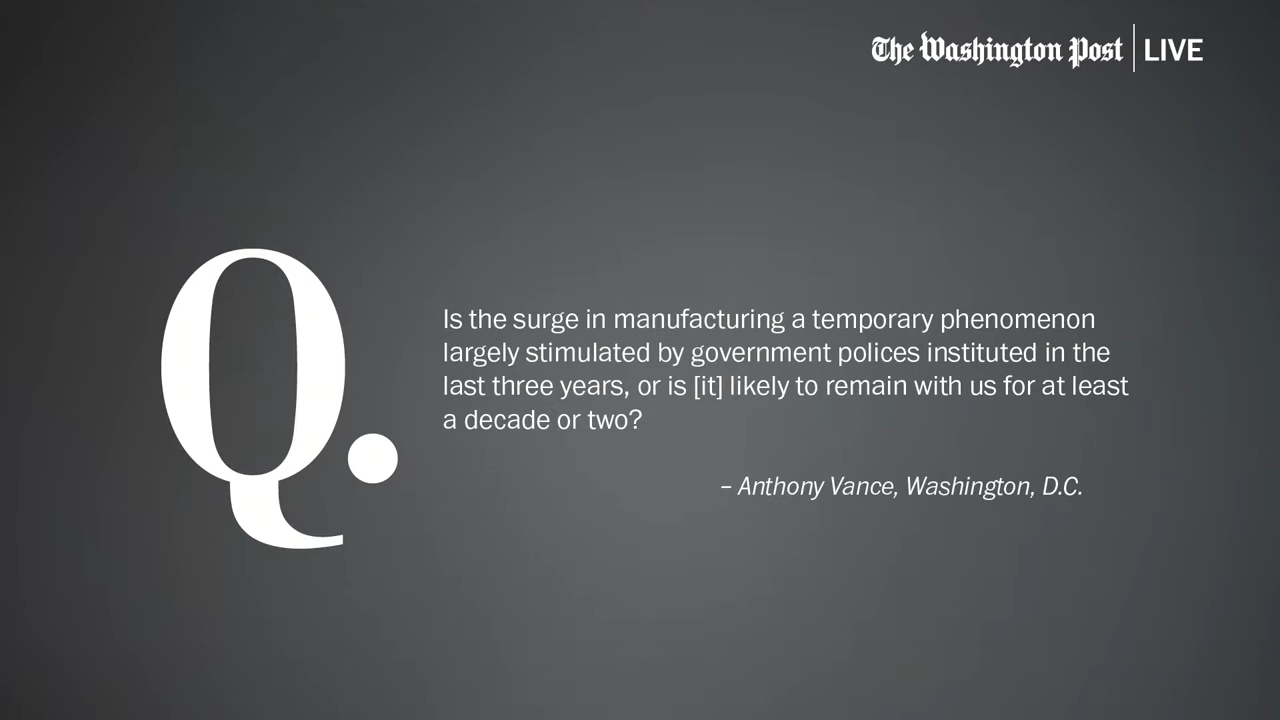 The Washington Post | LIVE
Q.
Is the surge in manufacturing a temporary phenomenon
largely stimulated by government polices instituted in the
last three years, or is [it] likely to remain with us for at least
a decade or two?
– Anthony Vance, Washington, D.C.